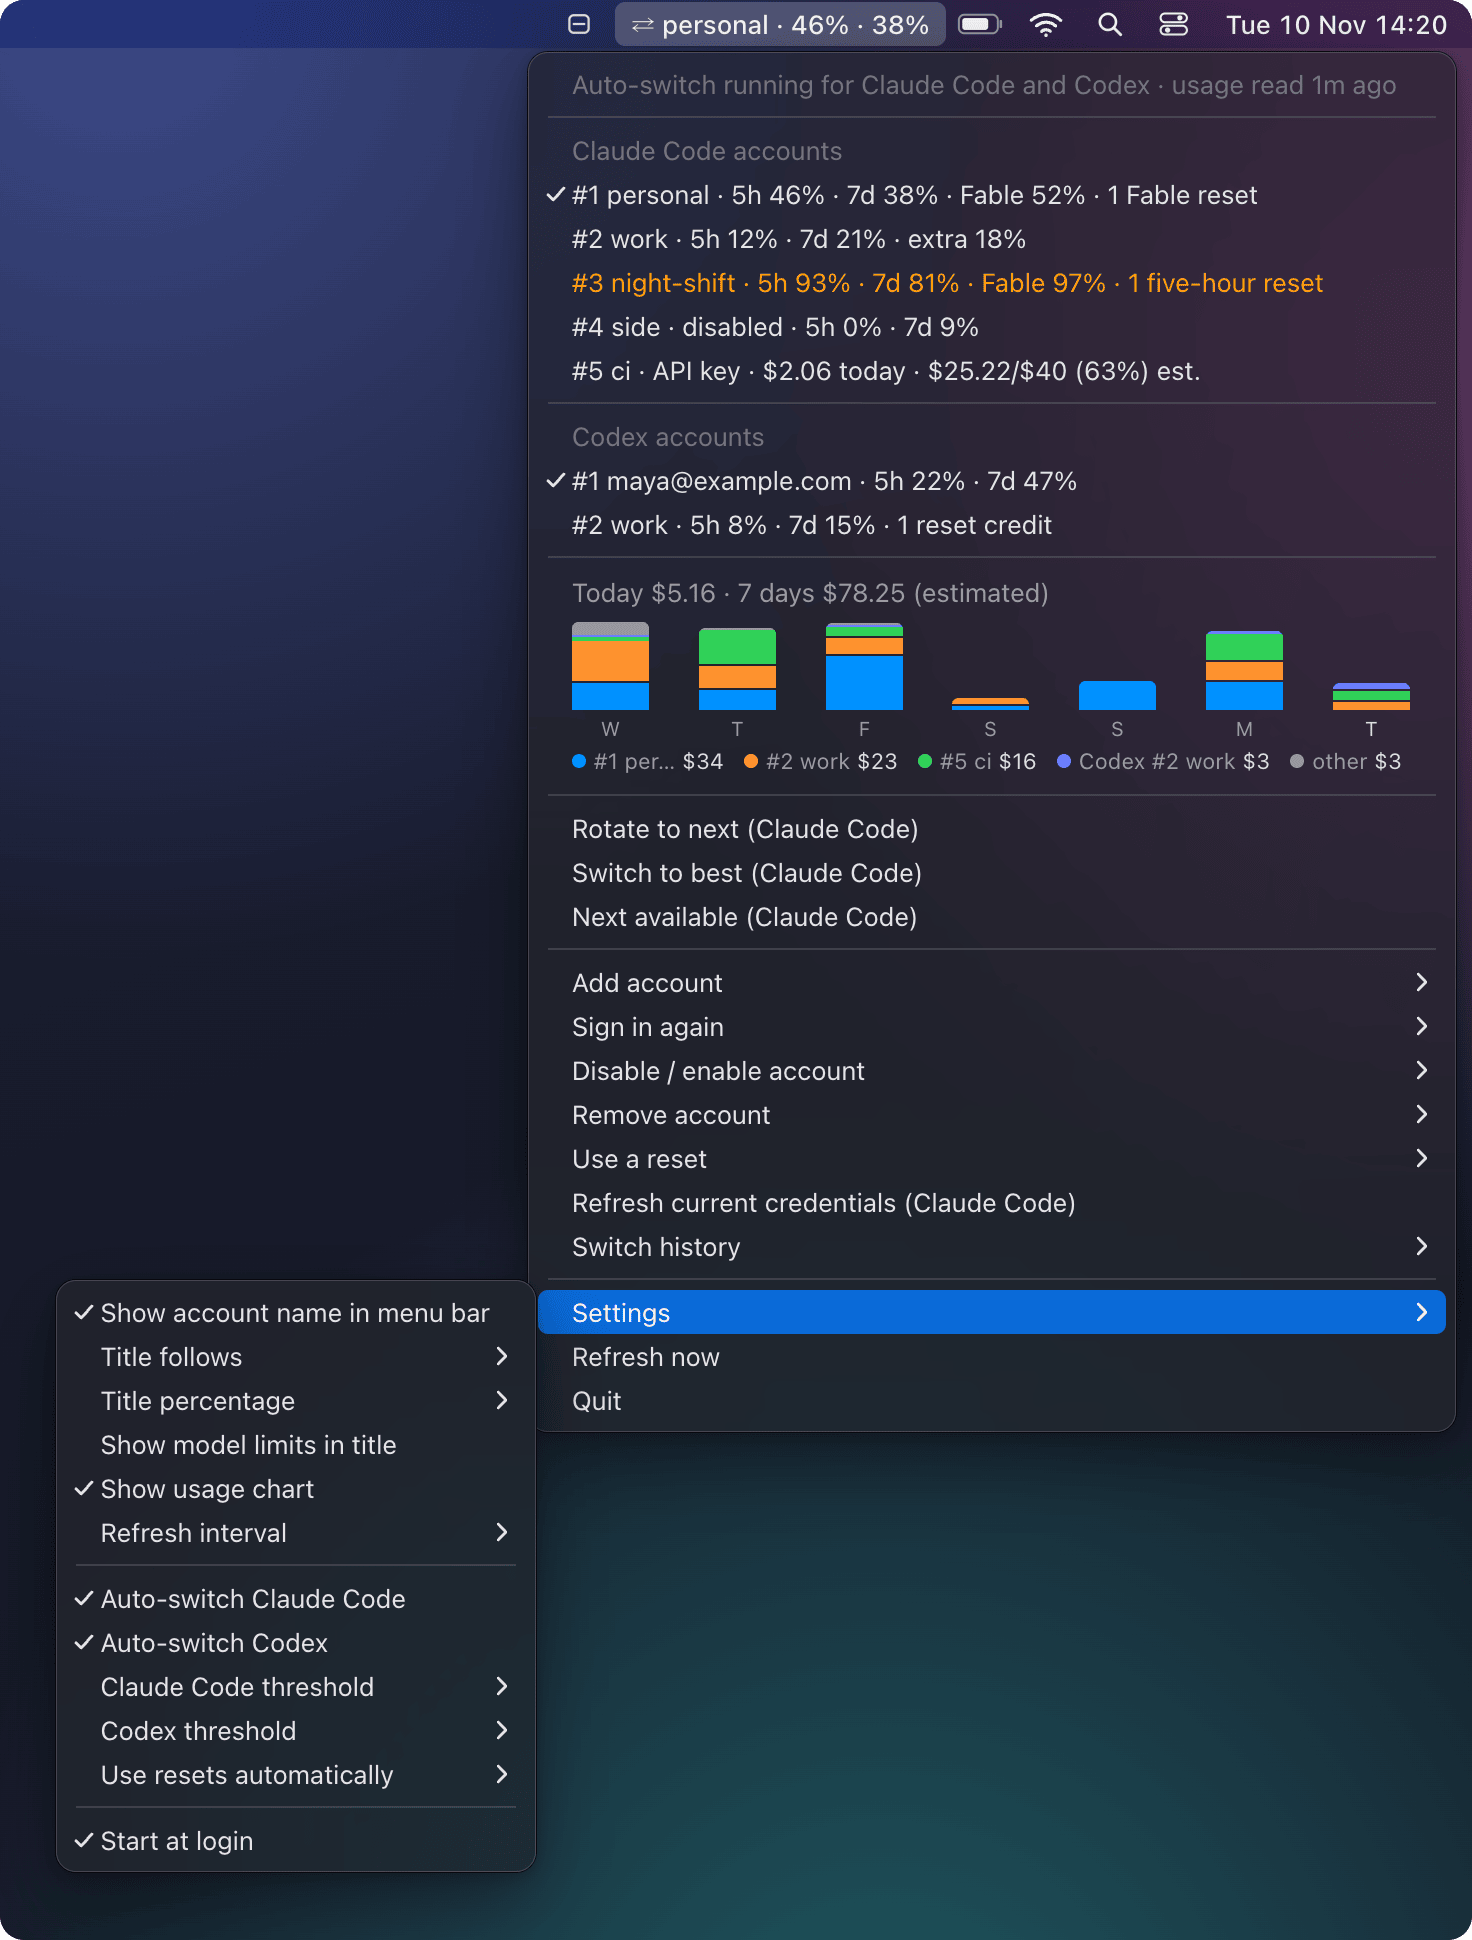 ⇄ personal · 46% · 38%
Tue 10 Nov 14:20
Auto-switch running for Claude Code and Codex · usage read 1m ago
Claude Code accounts
✓ #1 personal · 5h 46% · 7d 38% · Fable 52% · 1 Fable reset
#2 work · 5h 12% · 7d 21% · extra 18%
#3 night-shift · 5h 93% · 7d 81% · Fable 97% · 1 five-hour reset
#4 side · disabled · 5h 0% · 7d 9%
#5 ci · API key · $2.06 today · $25.22/$40 (63%) est.
Codex accounts
✓ #1 maya@example.com · 5h 22% · 7d 47%
#2 work · 5h 8% · 7d 15% · 1 reset credit
Today $5.16 · 7 days $78.25 (estimated)
W T F S S M T
#1 per... $34 #2 work $23 #5 ci $16 Codex #2 work $3 other $3
Rotate to next (Claude Code)
Switch to best (Claude Code)
Next available (Claude Code)
Add account
Sign in again
Disable / enable account
Remove account
Use a reset
Refresh current credentials (Claude Code)
Switch history
Settings
Refresh now
Quit
✓ Show account name in menu bar
Title follows
Title percentage
Show model limits in title
✓ Show usage chart
Refresh interval
✓ Auto-switch Claude Code
✓ Auto-switch Codex
Claude Code threshold
Codex threshold
Use resets automatically
✓ Start at login